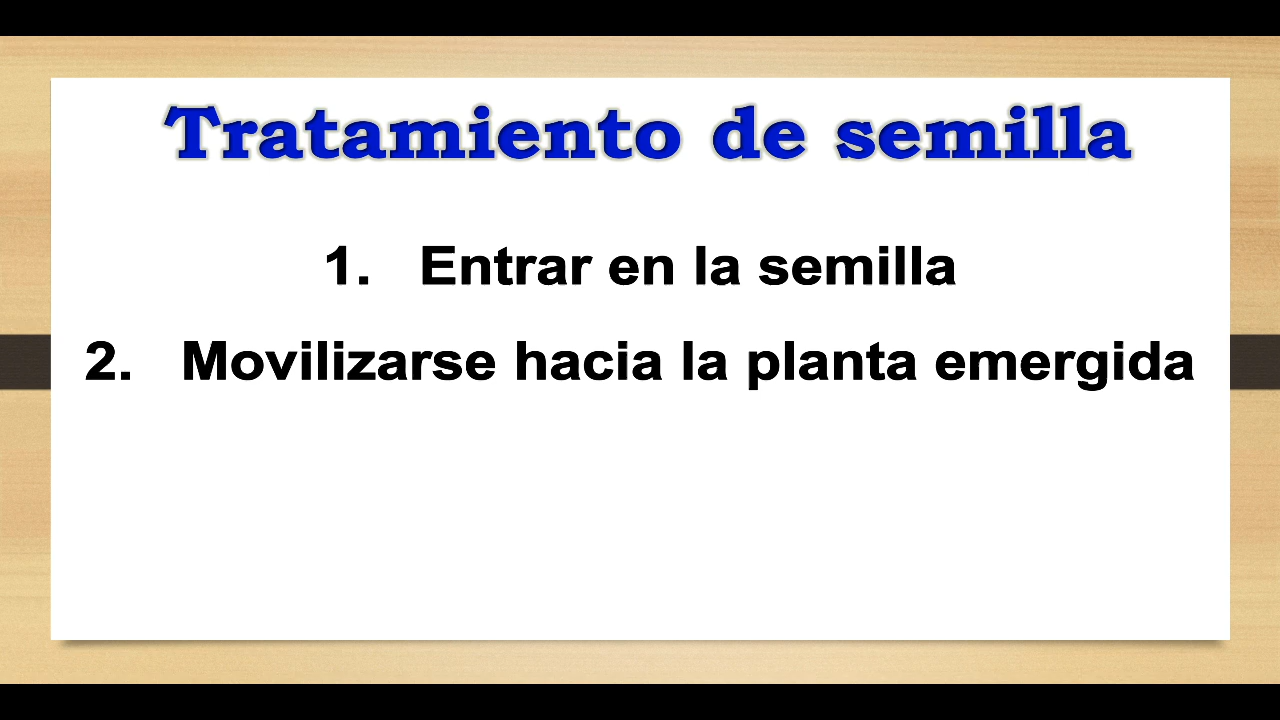 Tratamiento de semilla
1. Entrar en la semilla
2. Movilizarse hacia la planta emergida